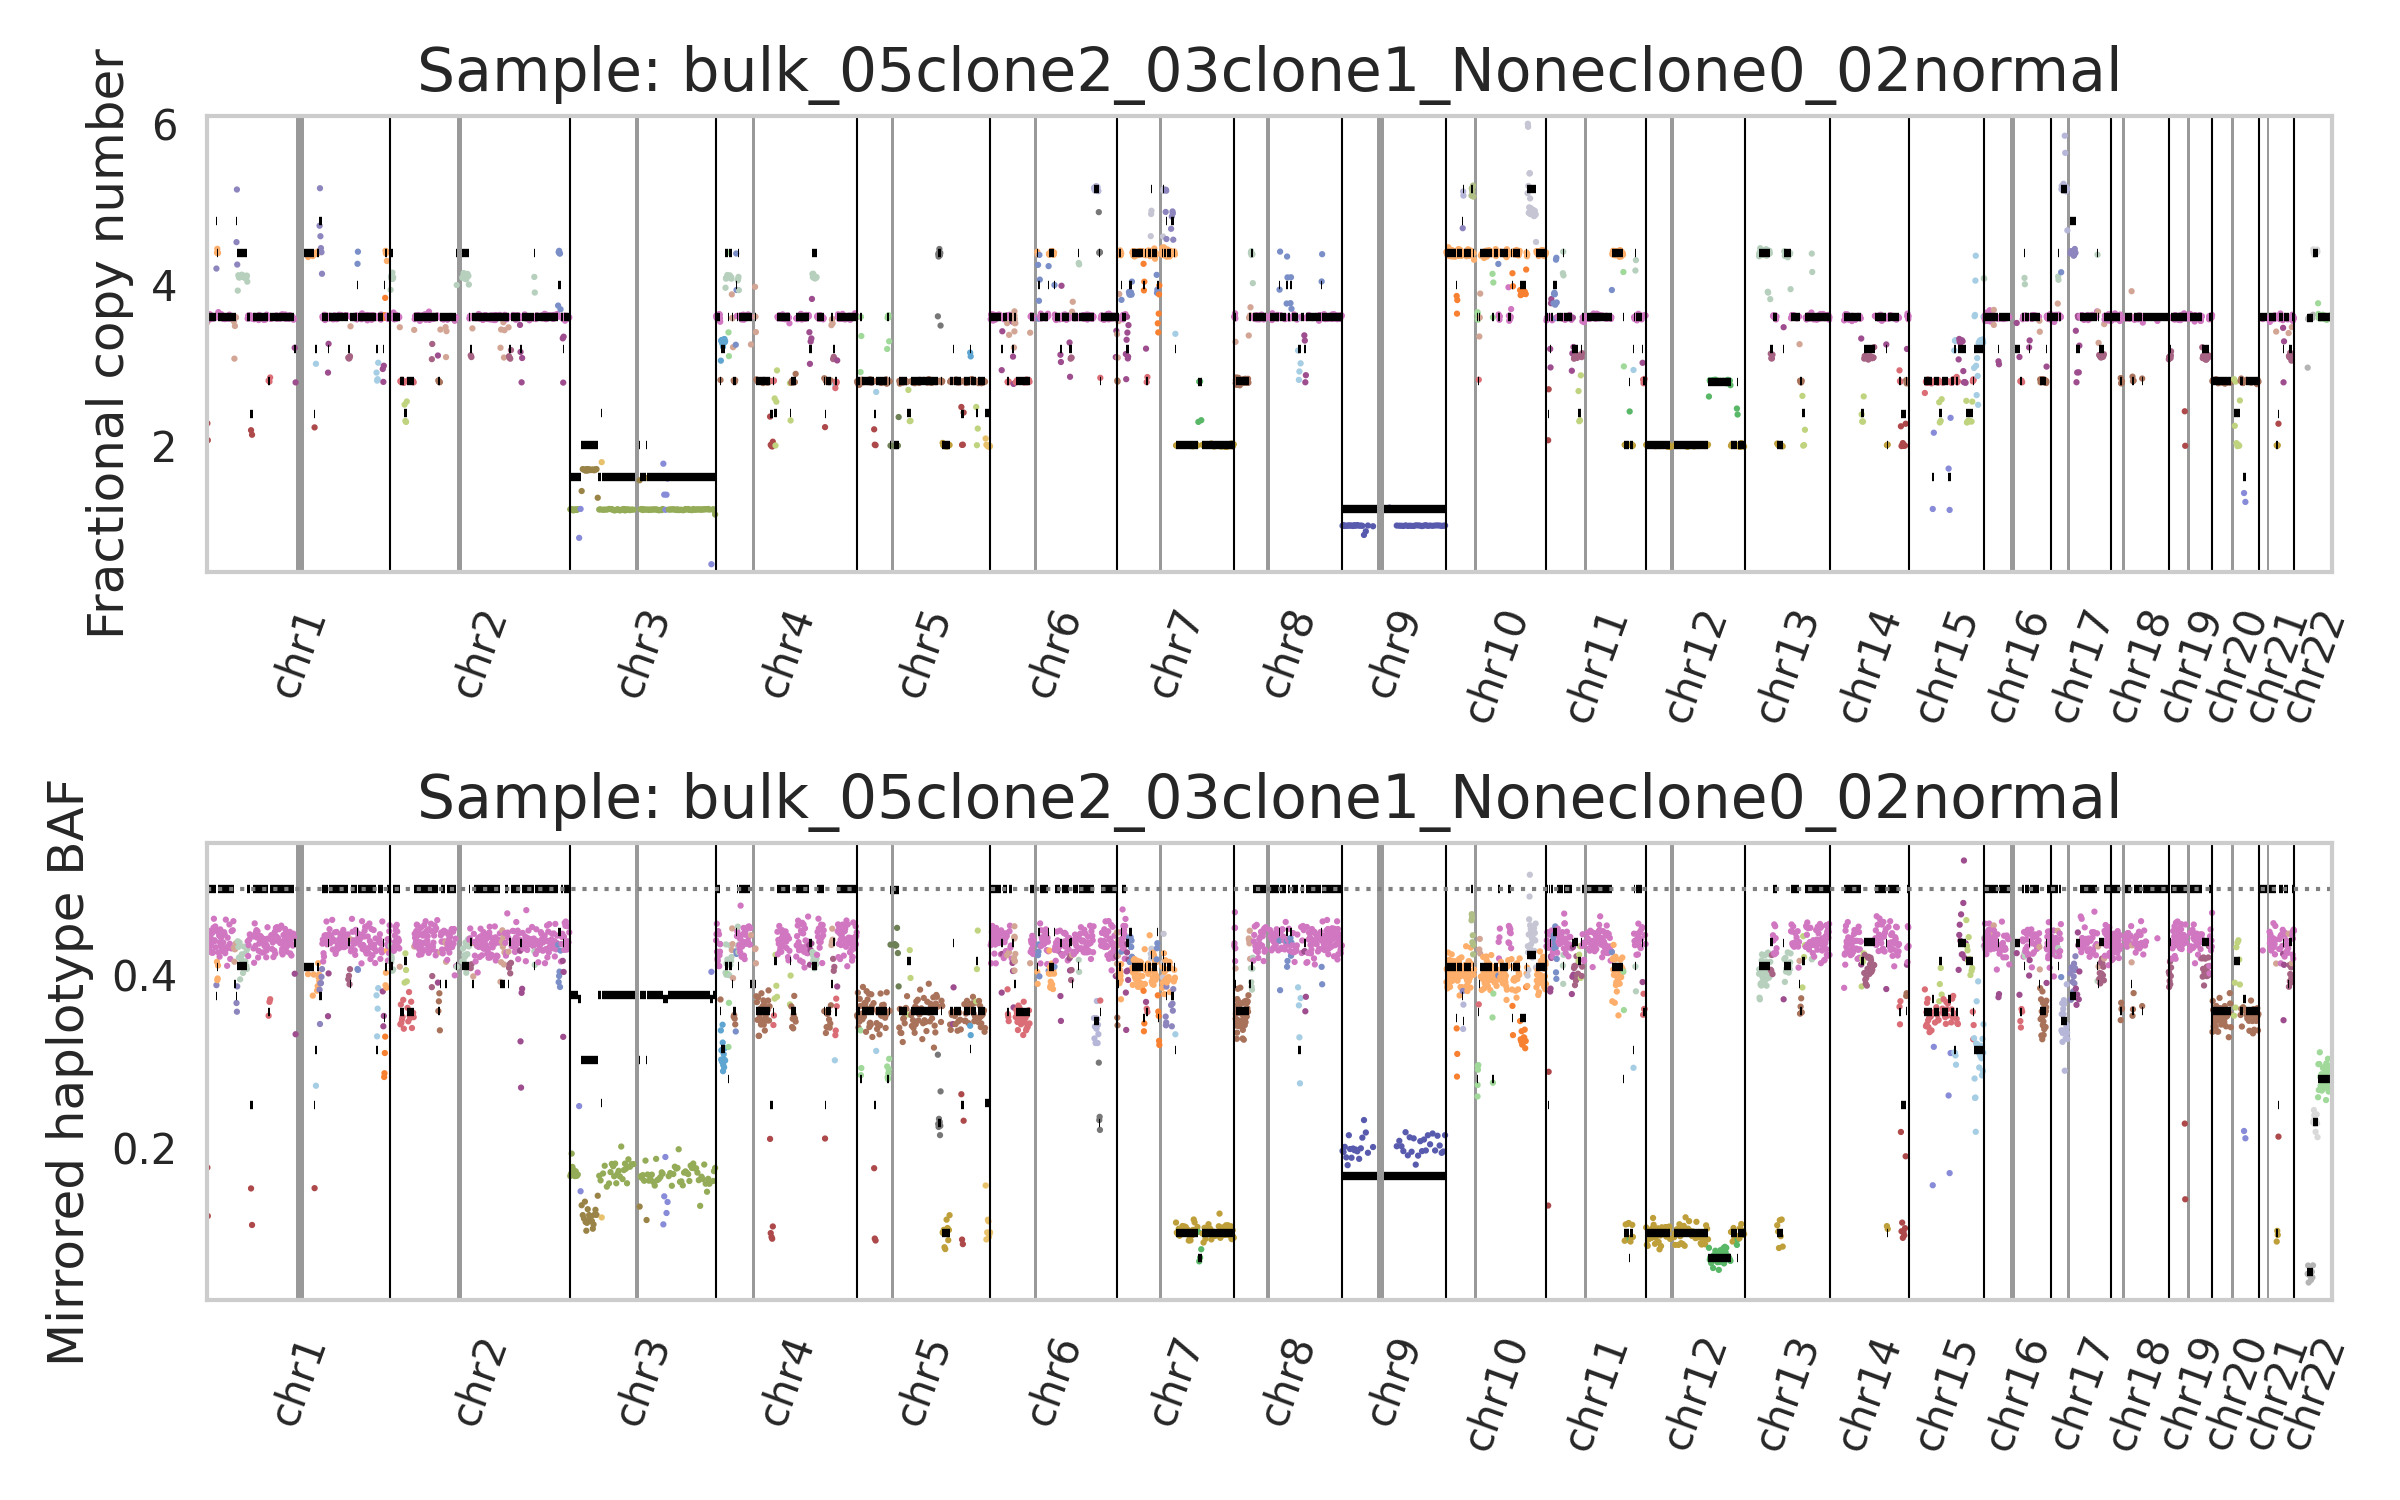 Sample: bulk_05clone2_03clone1_Noneclone0_02normal
Fractional copy number
6
4
2
chr1
chr2
chr3
chr4
chr5
chr6
chr7
chr8
chr9
chr10
chr11
chr12
chr13
chr14
chr15
chr16
chr17
chr18
chr19
chr20
chr21
chr22
Sample: bulk_05clone2_03clone1_Noneclone0_02normal
Mirrored haplotype BAF
0.4
0.2
chr1
chr2
chr3
chr4
chr5
chr6
chr7
chr8
chr9
chr10
chr11
chr12
chr13
chr14
chr15
chr16
chr17
chr18
chr19
chr20
chr21
chr22